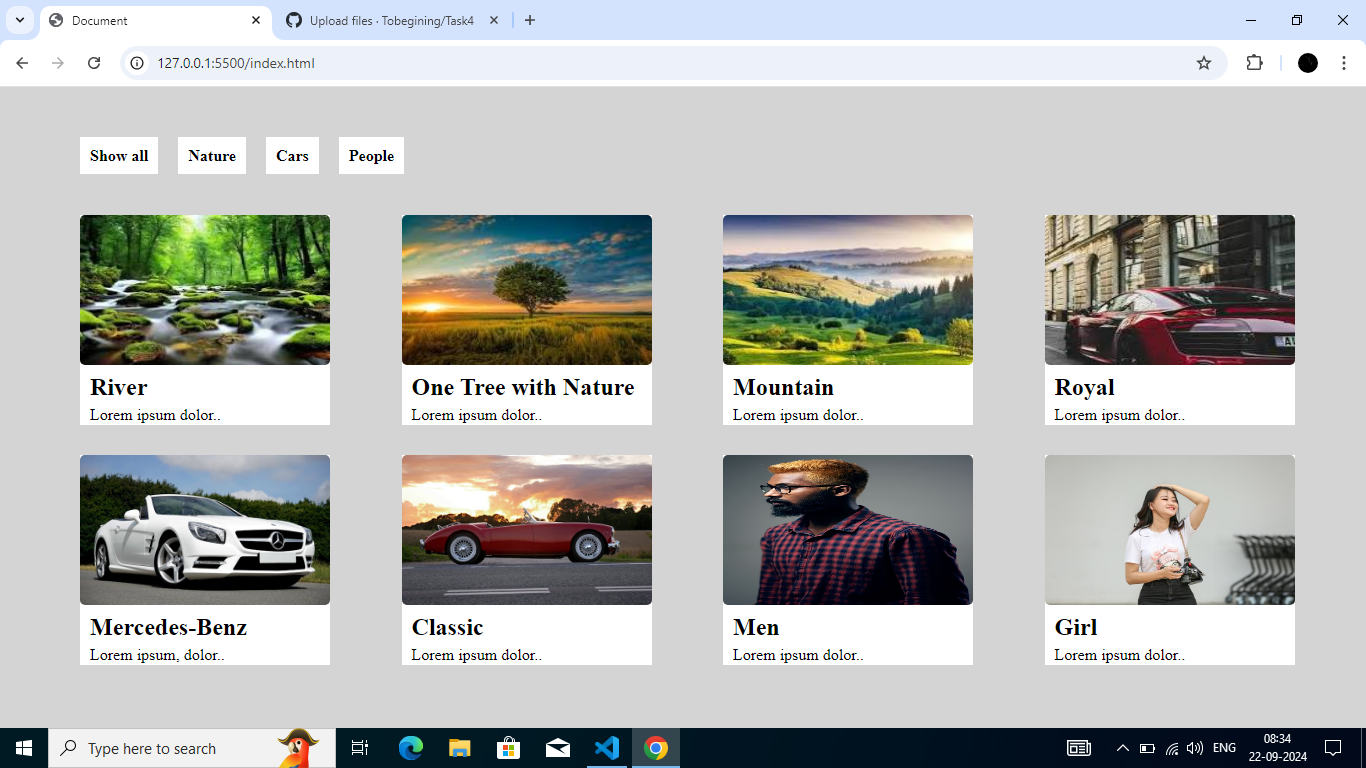 Document
Upload files · Tobegining/Task4
127.0.0.1:5500/index.html
Show all
Nature
Cars
People
River
Lorem ipsum dolor..
One Tree with Nature
Lorem ipsum dolor..
Mountain
Lorem ipsum dolor..
Royal
Lorem ipsum dolor..
Mercedes-Benz
Lorem ipsum, dolor..
Classic
Lorem ipsum dolor..
Men
Lorem ipsum dolor..
Girl
Lorem ipsum dolor..
Type here to search
ENG
08:34
22-09-2024